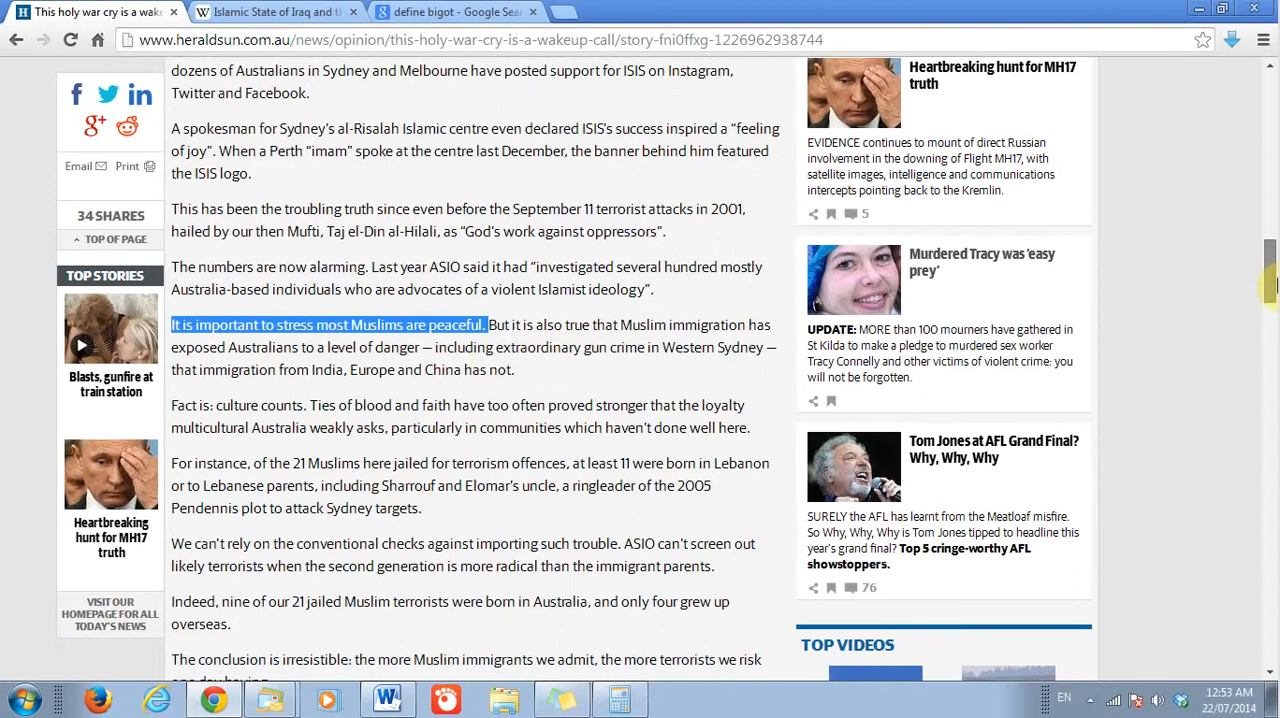 This holy war cry is a wake
Islamic State of Iraq and th
define bigot - Google Sear
www.heraldsun.com.au/news/opinion/this-holy-war-cry-is-a-wakeup-call/story-fni0ffxg-1226962938744
Email
Print
34 SHARES
TOP OF PAGE
TOP STORIES
Blasts, gunfire at
train station
Heartbreaking
hunt for MH17
truth
VISIT OUR
HOMEPAGE FOR ALL
TODAY'S NEWS
dozens of Australians in Sydney and Melbourne have posted support for ISIS on Instagram,
Twitter and Facebook.
A spokesman for Sydney's al-Risalah Islamic centre even declared ISIS's success inspired a “feeling
of joy”. When a Perth “imam” spoke at the centre last December, the banner behind him featured
the ISIS logo.
This has been the troubling truth since even before the September 11 terrorist attacks in 2001,
hailed by our then Mufti, Taj el-Din al-Hilali, as “God's work against oppressors”.
The numbers are now alarming. Last year ASIO said it had “investigated several hundred mostly
Australia-based individuals who are advocates of a violent Islamist ideology”.
It is important to stress most Muslims are peaceful. But it is also true that Muslim immigration has
exposed Australians to a level of danger — including extraordinary gun crime in Western Sydney —
that immigration from India, Europe and China has not.
Fact is: culture counts. Ties of blood and faith have too often proved stronger that the loyalty
multicultural Australia weakly asks, particularly in communities which haven't done well here.
For instance, of the 21 Muslims here jailed for terrorism offences, at least 11 were born in Lebanon
or to Lebanese parents, including Sharrouf and Elomar's uncle, a ringleader of the 2005
Pendennis plot to attack Sydney targets.
We can't rely on the conventional checks against importing such trouble. ASIO can't screen out
likely terrorists when the second generation is more radical than the immigrant parents.
Indeed, nine of our 21 jailed Muslim terrorists were born in Australia, and only four grew up
overseas.
The conclusion is irresistible: the more Muslim immigrants we admit, the more terrorists we risk
one day having.
Heartbreaking hunt for MH17
truth
EVIDENCE continues to mount of direct Russian
involvement in the downing of Flight MH17, with
satellite images, intelligence and communications
intercepts pointing back to the Kremlin.
5
Murdered Tracy was 'easy
prey'
UPDATE: MORE than 100 mourners have gathered in
St Kilda to make a pledge to murdered sex worker
Tracy Connelly and other victims of violent crime: you
will not be forgotten.
Tom Jones at AFL Grand Final?
Why, Why, Why
SURELY the AFL has learnt from the Meatloaf misfire.
So Why, Why, Why is Tom Jones tipped to headline this
year's grand final? Top 5 cringe-worthy AFL
showstoppers.
76
TOP VIDEOS
EN
12:53 AM
22/07/2014